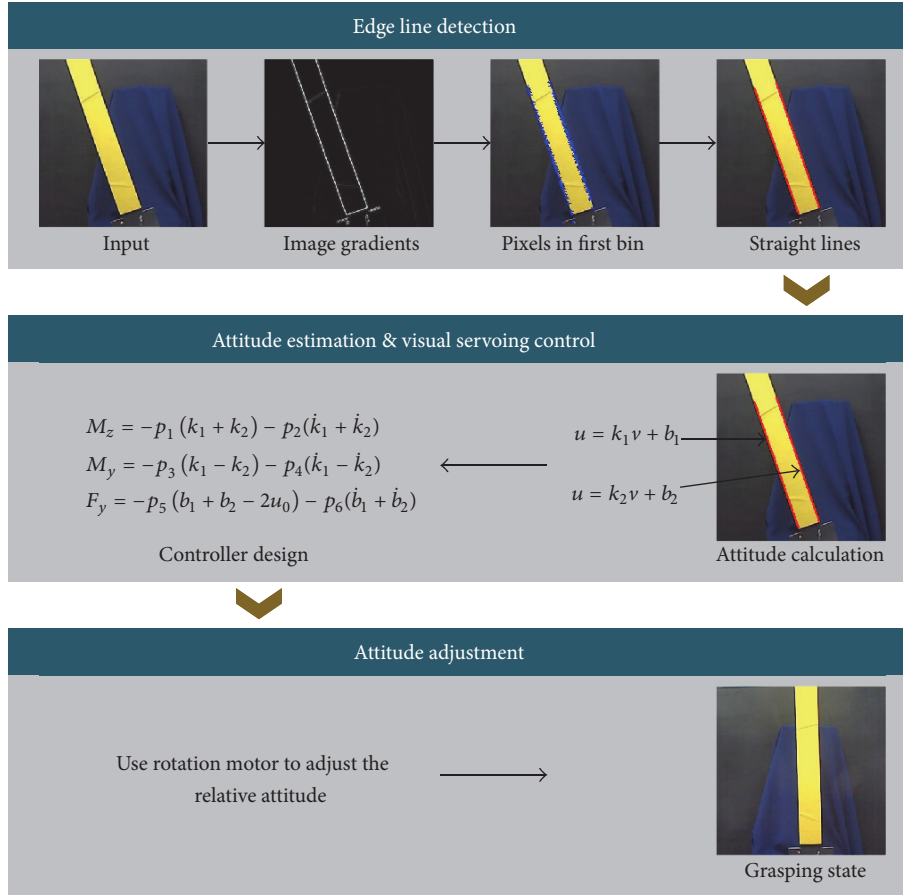 Edge line detection
Input
Image gradients
Pixels in first bin
Straight lines
Attitude estimation & visual servoing control
M_z = −p_1 (k_1 + k_2) − p_2(k̇_1 + k̇_2)
M_y = −p_3 (k_1 − k_2) − p_4(k̇_1 − k̇_2)
F_y = −p_5 (b_1 + b_2 − 2u_0) − p_6(ḃ_1 + ḃ_2)
Controller design
u = k_1v + b_1
u = k_2v + b_2
Attitude calculation
Attitude adjustment
Use rotation motor to adjust the
relative attitude
Grasping state